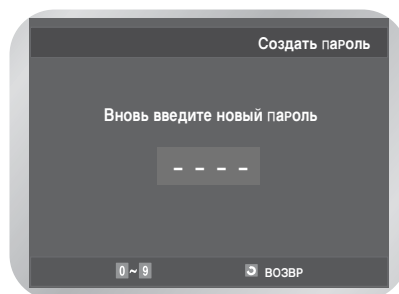 Создать пароль
Вновь введите новый пароль
– – – –
0 ~ 9 ВОЗВР